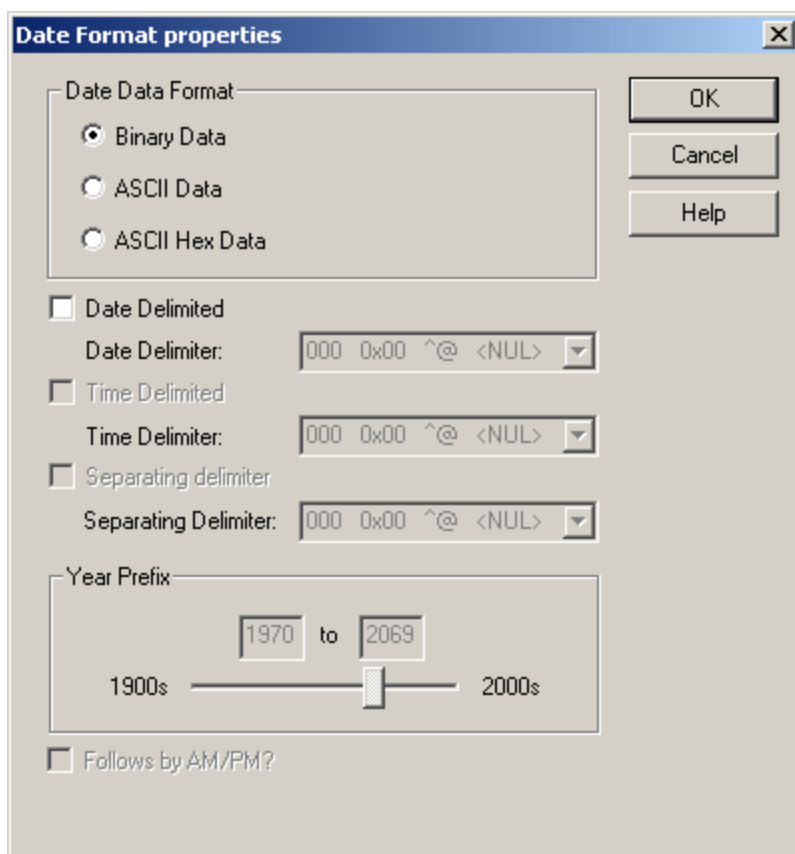 Date Format properties
Date Data Format
OK
Binary Data
Cancel
ASCII Data
Help
ASCII Hex Data
Date Delimited
Date Delimiter: 000 0x00 ^@ <NUL>
Time Delimited
Time Delimiter: 000 0x00 ^@ <NUL>
Separating delimiter
Separating Delimiter: 000 0x00 ^@ <NUL>
Year Prefix
1970 to 2069
1900s 2000s
Follows by AM/PM?